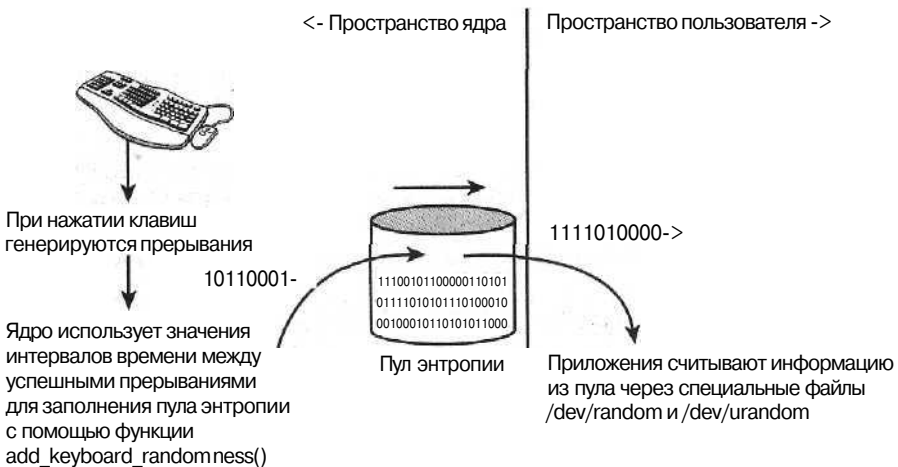 <- Пространство ядра
Пространство пользователя ->
При нажатии клавиш
генерируются прерывания
10110001-
Ядро использует значения
интервалов времени между
успешными прерываниями
для заполнения пула энтропии
с помощью функции
add_keyboard_randomness()
11100101100000110101
01111010101110100010
00100010110101011000
Пул энтропии
1111010000->
Приложения считывают информацию
из пула через специальные файлы
/dev/random и /dev/urandom